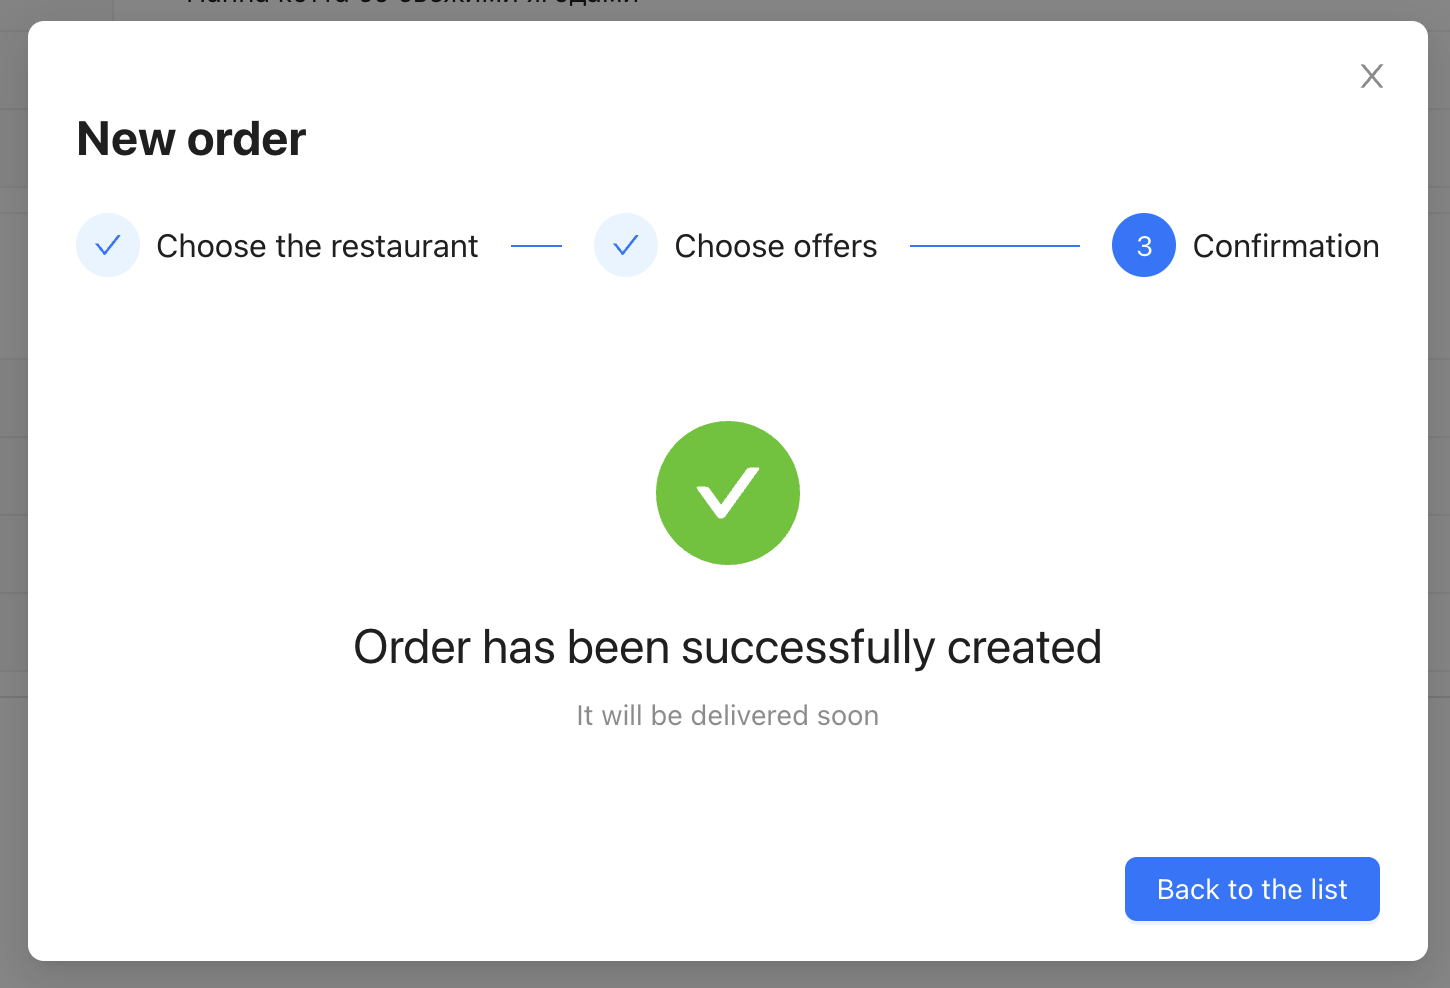 New order
Choose the restaurant
Choose offers
3 Confirmation
Order has been successfully created
It will be delivered soon
Back to the list